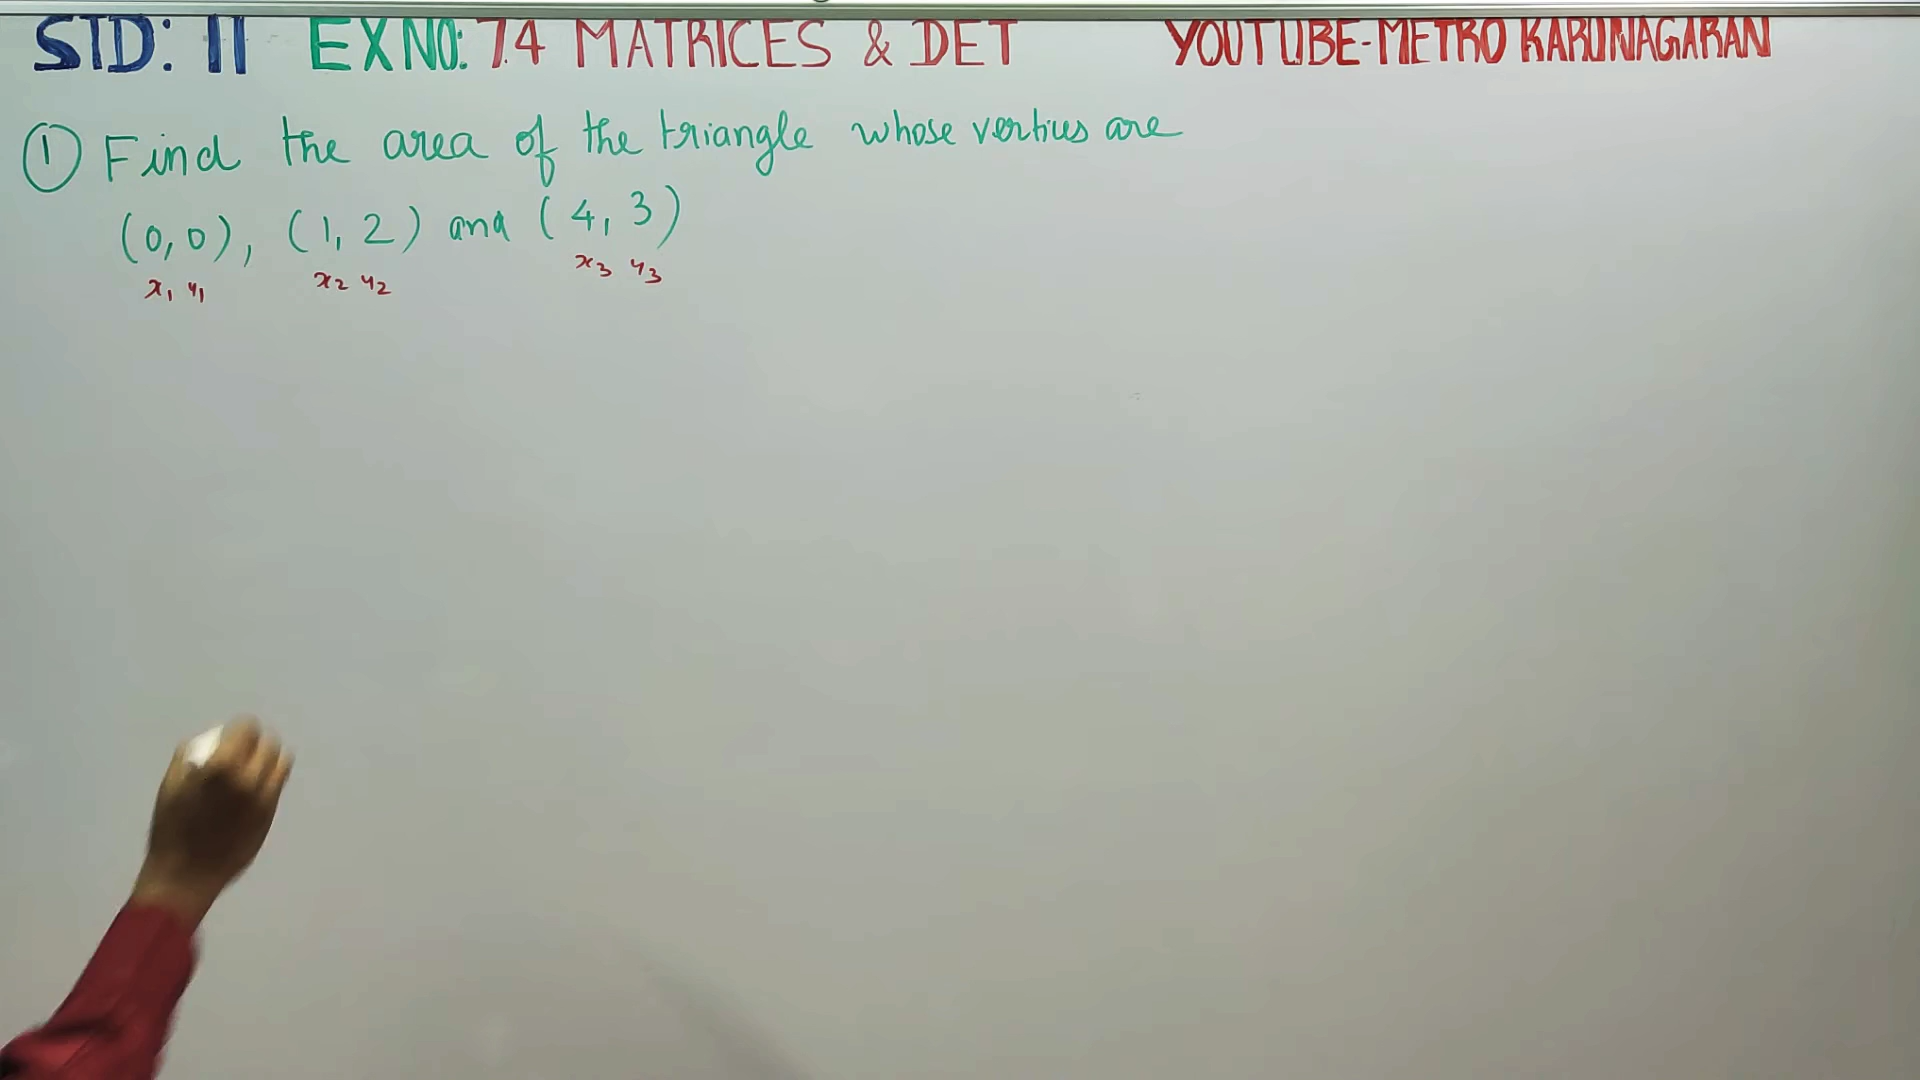 STD: 11 EX NO: 7.4 MATRICES & DET YOUTUBE-METRO KARUNAGARAN
① Find the area of the triangle whose vertices are
(0,0), (1, 2) and (4, 3)
x₁ y₁ x₂ y₂ x₃ y₃